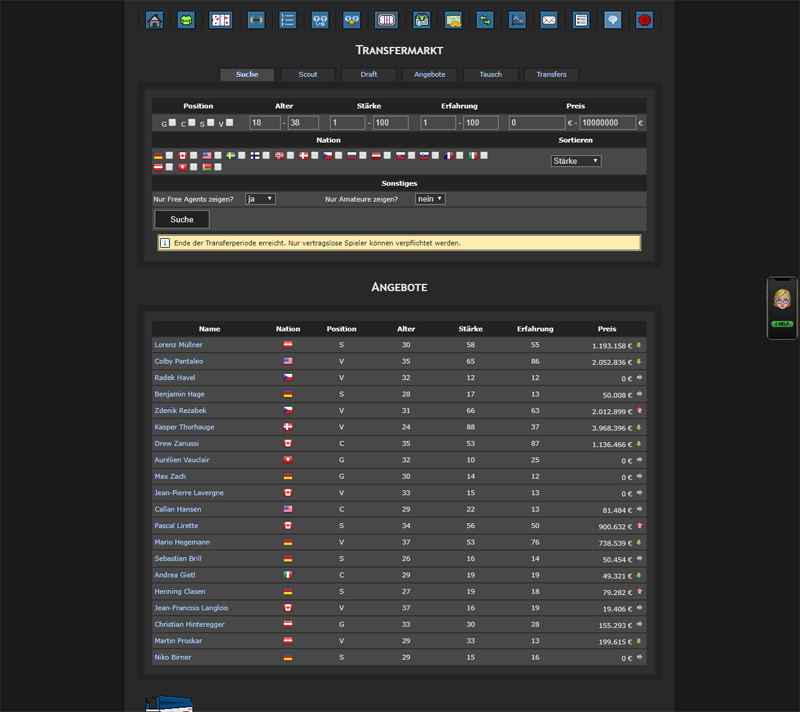 TRANSFERMARKT
Suche Scout Draft Angebote Tausch Transfers
Position Alter Stärke Erfahrung Preis
G C S V 18 - 38 1 - 100 1 - 100 0 € - 10000000 €
Nation Sortieren
Stärke
Sonstiges
Nur Free Agents zeigen? ja Nur Amateure zeigen? nein
Suche
Ende der Transferperiode erreicht. Nur vertragslose Spieler können verpflichtet werden.
ANGEBOTE
Name Nation Position Alter Stärke Erfahrung Preis
Lorenz Müllner S 30 58 55 1.193.158 €
Colby Pantaleo V 35 65 86 2.052.836 €
Radek Havel V 32 12 12 0 €
Benjamin Hage S 28 17 13 50.008 €
Zdenik Rezabek V 31 66 63 2.012.899 €
Kasper Thorhauge V 24 88 37 3.968.396 €
Drew Zanussi C 35 53 87 1.136.466 €
Aurélien Vauclair G 32 10 25 0 €
Max Zach G 30 14 12 0 €
Jean-Pierre Lavergne V 33 15 13 0 €
Callan Hansen C 29 22 13 81.484 €
Pascal Lirette S 34 56 50 900.632 €
Mario Hegemann V 37 53 76 738.539 €
Sebastian Brill S 26 16 14 50.454 €
Andrea Gietl C 29 19 19 49.321 €
Henning Clasen S 27 19 18 79.282 €
Jean-Francois Langlois V 37 16 19 19.406 €
Christian Hinteregger G 33 30 28 155.293 €
Martin Proskar V 29 33 13 199.615 €
Niko Birner S 29 15 16 0 €